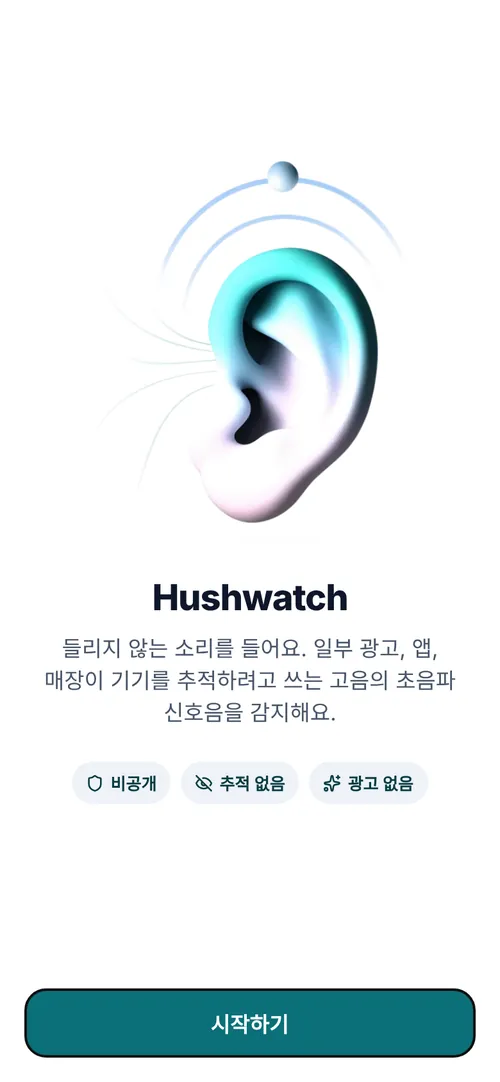 Hushwatch
들리지 않는 소리를 들어요. 일부 광고, 앱,
매장이 기기를 추적하려고 쓰는 고음의 초음파
신호음을 감지해요.
비공개
추적 없음
광고 없음
시작하기